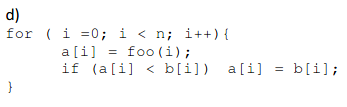 d)
for ( i =0; i < n; i++){
a[i] = foo(i);
if (a[i] < b[i]) a[i] = b[i];
}